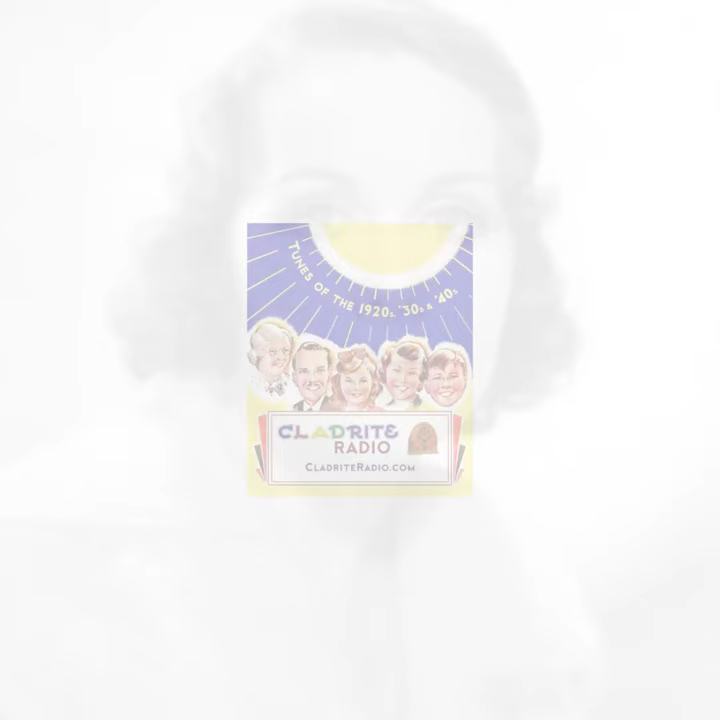 TUNES OF THE 1920s, '30s & '40s
CLADRITE
RADIO
CLADRITERADIO.COM